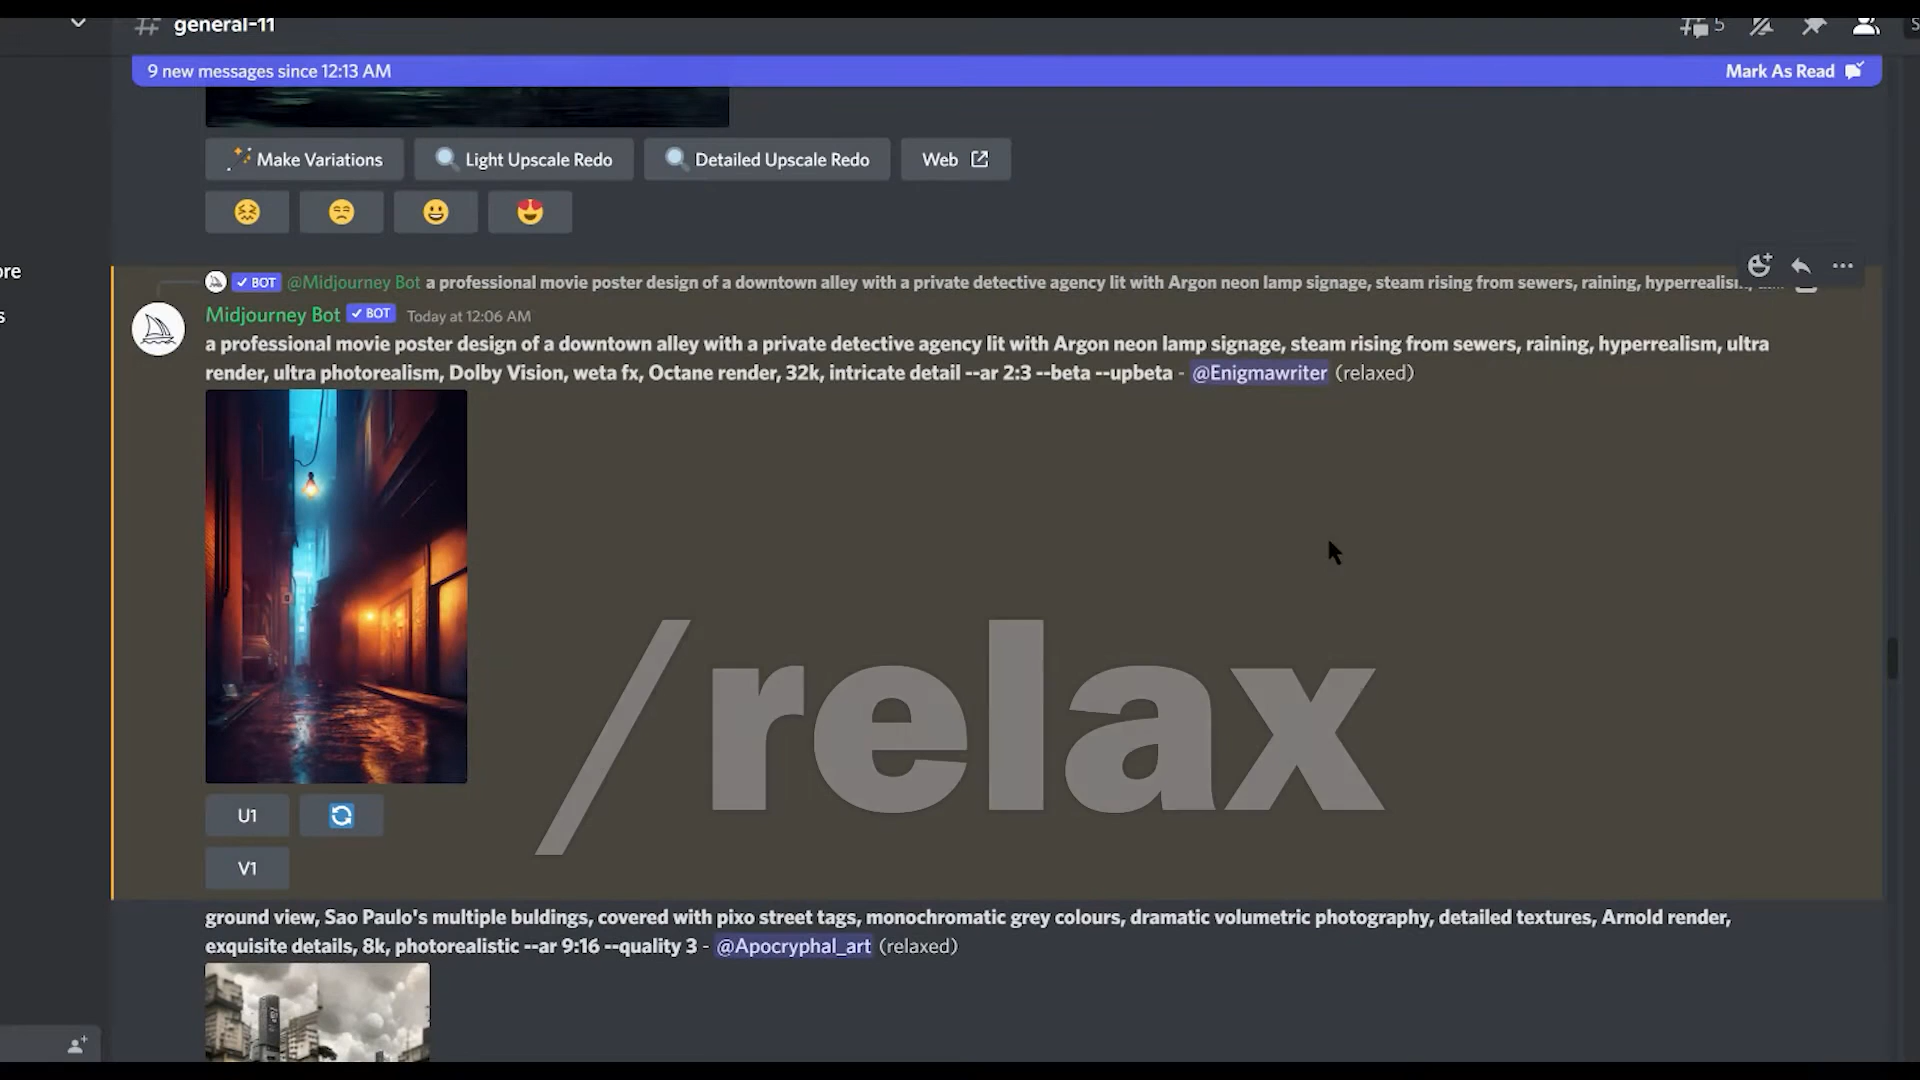 general-11
5
9 new messages since 12:13 AM
Mark As Read
Make Variations
Light Upscale Redo
Detailed Upscale Redo
Web
ore
s
BOT @Midjourney Bot a professional movie poster design of a downtown alley with a private detective agency lit with Argon neon lamp signage, steam rising from sewers, raining, hyperrealism,
Midjourney Bot BOT Today at 12:06 AM
a professional movie poster design of a downtown alley with a private detective agency lit with Argon neon lamp signage, steam rising from sewers, raining, hyperrealism, ultra
render, ultra photorealism, Dolby Vision, weta fx, Octane render, 32k, intricate detail --ar 2:3 --beta --upbeta - @Enigmawriter (relaxed)
/relax
U1
V1
ground view, Sao Paulo's multiple buldings, covered with pixo street tags, monochromatic grey colours, dramatic volumetric photography, detailed textures, Arnold render,
exquisite details, 8k, photorealistic --ar 9:16 --quality 3 - @Apocryphal_art (relaxed)